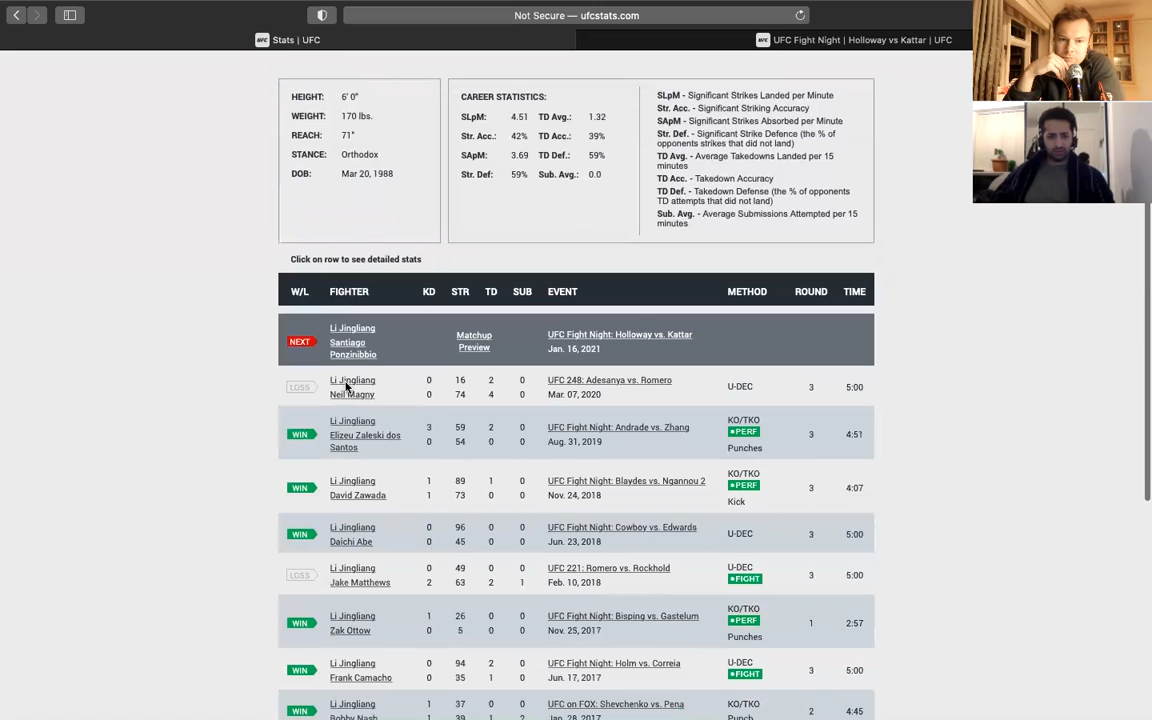 Not Secure — ufcstats.com
Stats | UFC
UFC Fight Night | Holloway vs Kattar | UFC
HEIGHT: 6' 0"
WEIGHT: 170 lbs.
REACH: 71"
STANCE: Orthodox
DOB: Mar 20, 1988
CAREER STATISTICS:
SLpM: 4.51 TD Avg.: 1.32
Str. Acc.: 42% TD Acc.: 39%
SApM: 3.69 TD Def.: 59%
Str. Def: 59% Sub. Avg.: 0.0
SLpM - Significant Strikes Landed per Minute
Str. Acc. - Significant Striking Accuracy
SApM - Significant Strikes Absorbed per Minute
Str. Def. - Significant Strike Defence (the % of
opponents strikes that did not land)
TD Avg. - Average Takedowns Landed per 15
minutes
TD Acc. - Takedown Accuracy
TD Def. - Takedown Defense (the % of opponents
TD attempts that did not land)
Sub. Avg. - Average Submissions Attempted per 15
minutes
Click on row to see detailed stats
W/L FIGHTER KD STR TD SUB EVENT METHOD ROUND TIME
NEXT
Li Jingliang
Santiago
Ponzinibbio
Matchup
Preview
UFC Fight Night: Holloway vs. Kattar
Jan. 16, 2021
LOSS
Li Jingliang 0 16 2 0 UFC 248: Adesanya vs. Romero
Neil Magny 0 74 4 0 Mar. 07, 2020
U-DEC 3 5:00
WIN
Li Jingliang 3 59 2 0 UFC Fight Night: Andrade vs. Zhang
Elizeu Zaleski dos
Santos
0 54 0 0 Aug. 31, 2019
KO/TKO
PERF
Punches
3 4:51
WIN
Li Jingliang 1 89 1 0 UFC Fight Night: Blaydes vs. Ngannou 2
David Zawada 1 73 0 0 Nov. 24, 2018
KO/TKO
PERF
Kick
3 4:07
WIN
Li Jingliang 0 96 0 0 UFC Fight Night: Cowboy vs. Edwards
Daichi Abe 0 45 0 0 Jun. 23, 2018
U-DEC 3 5:00
LOSS
Li Jingliang 0 49 0 0 UFC 221: Romero vs. Rockhold
Jake Matthews 2 63 2 1 Feb. 10, 2018
U-DEC
FIGHT
3 5:00
WIN
Li Jingliang 1 26 0 0 UFC Fight Night: Bisping vs. Gastelum
Zak Ottow 0 5 0 0 Nov. 25, 2017
KO/TKO
PERF
Punches
1 2:57
WIN
Li Jingliang 0 94 2 0 UFC Fight Night: Holm vs. Correia
Frank Camacho 0 35 1 0 Jun. 17, 2017
U-DEC
FIGHT
3 5:00
WIN
Li Jingliang 1 37 0 0 UFC on FOX: Shevchenko vs. Pena
Bobby Nash 1 39 1 2 Jan. 28, 2017
KO/TKO
Punch
2 4:45